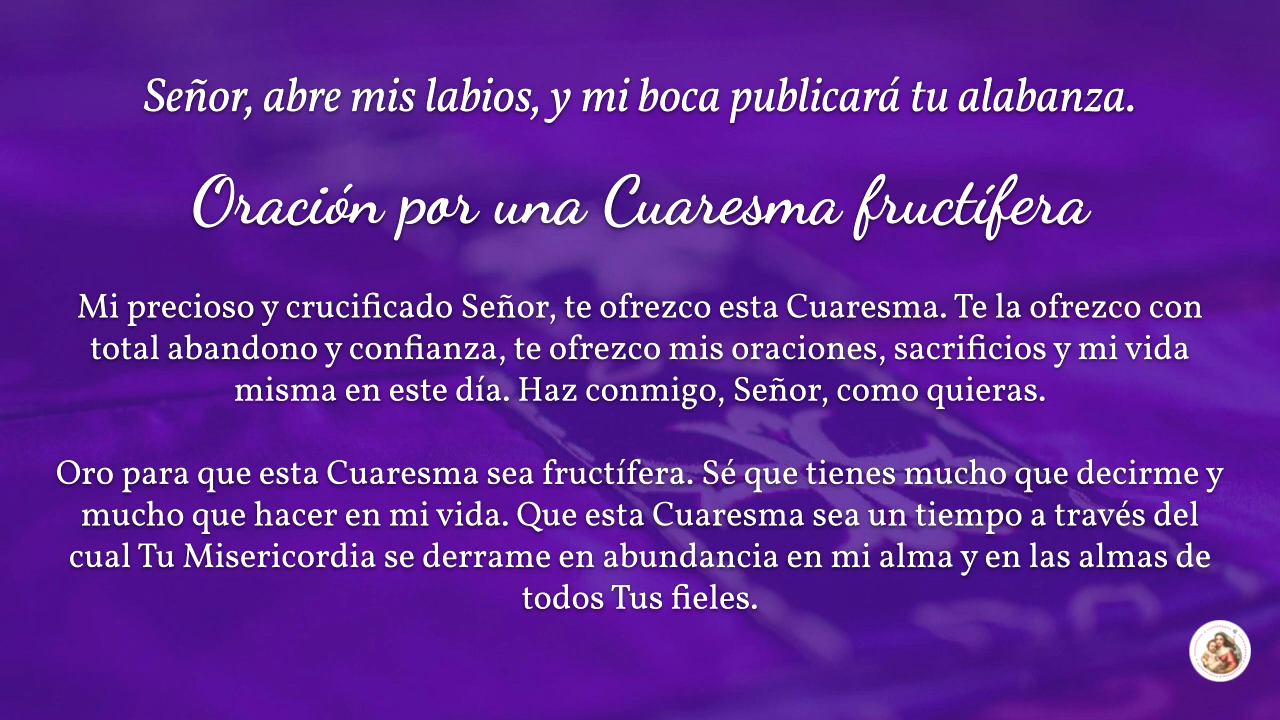 Señor, abre mis labios, y mi boca publicará tu alabanza.
Oración por una Cuaresma fructífera
Mi precioso y crucificado Señor, te ofrezco esta Cuaresma. Te la ofrezco con
total abandono y confianza, te ofrezco mis oraciones, sacrificios y mi vida
misma en este día. Haz conmigo, Señor, como quieras.
Oro para que esta Cuaresma sea fructífera. Sé que tienes mucho que decirme y
mucho que hacer en mi vida. Que esta Cuaresma sea un tiempo a través del
cual Tu Misericordia se derrame en abundancia en mi alma y en las almas de
todos Tus fieles.